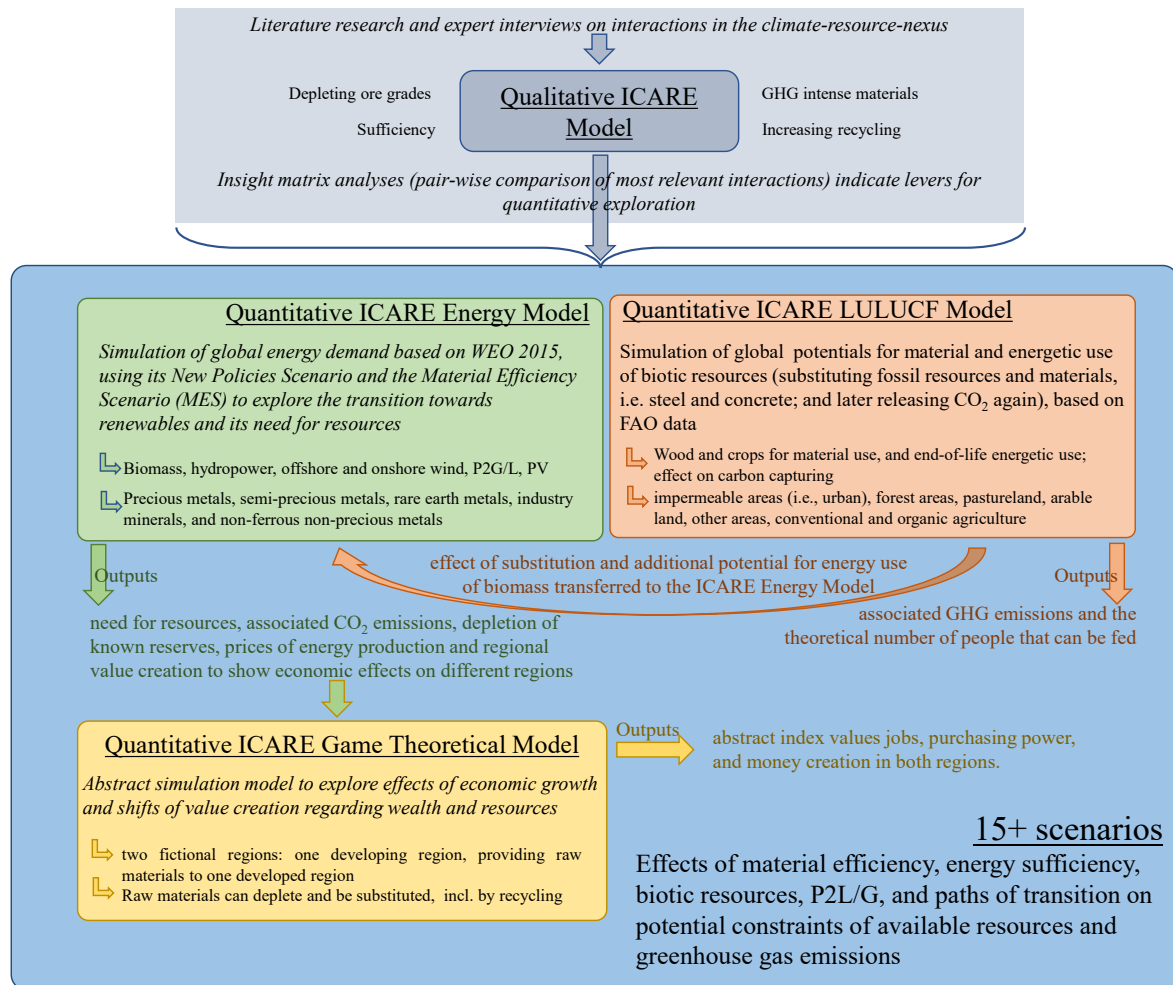 Literature research and expert interviews on interactions in the climate-resource-nexus
Depleting ore grades
Sufficiency
Qualitative ICARE
Model
GHG intense materials
Increasing recycling
Insight matrix analyses (pair-wise comparison of most relevant interactions) indicate levers for
quantitative exploration
Quantitative ICARE Energy Model
Simulation of global energy demand based on WEO 2015,
using its New Policies Scenario and the Material Efficiency
Scenario (MES) to explore the transition towards
renewables and its need for resources
Biomass, hydropower, offshore and onshore wind, P2G/L, PV
Precious metals, semi-precious metals, rare earth metals, industry
minerals, and non-ferrous non-precious metals
Quantitative ICARE LULUCF Model
Simulation of global potentials for material and energetic use
of biotic resources (substituting fossil resources and materials,
i.e. steel and concrete; and later releasing CO₂ again), based on
FAO data
Wood and crops for material use, and end-of-life energetic use;
effect on carbon capturing
impermeable areas (i.e., urban), forest areas, pastureland, arable
land, other areas, conventional and organic agriculture
Outputs
effect of substitution and additional potential for energy use
of biomass transferred to the ICARE Energy Model
Outputs
need for resources, associated CO₂ emissions, depletion of
known reserves, prices of energy production and regional
value creation to show economic effects on different regions
associated GHG emissions and the
theoretical number of people that can be fed
Quantitative ICARE Game Theoretical Model
Abstract simulation model to explore effects of economic growth
and shifts of value creation regarding wealth and resources
two fictional regions: one developing region, providing raw
materials to one developed region
Raw materials can deplete and be substituted, incl. by recycling
Outputs
abstract index values jobs, purchasing power,
and money creation in both regions.
15+ scenarios
Effects of material efficiency, energy sufficiency,
biotic resources, P2L/G, and paths of transition on
potential constraints of available resources and
greenhouse gas emissions